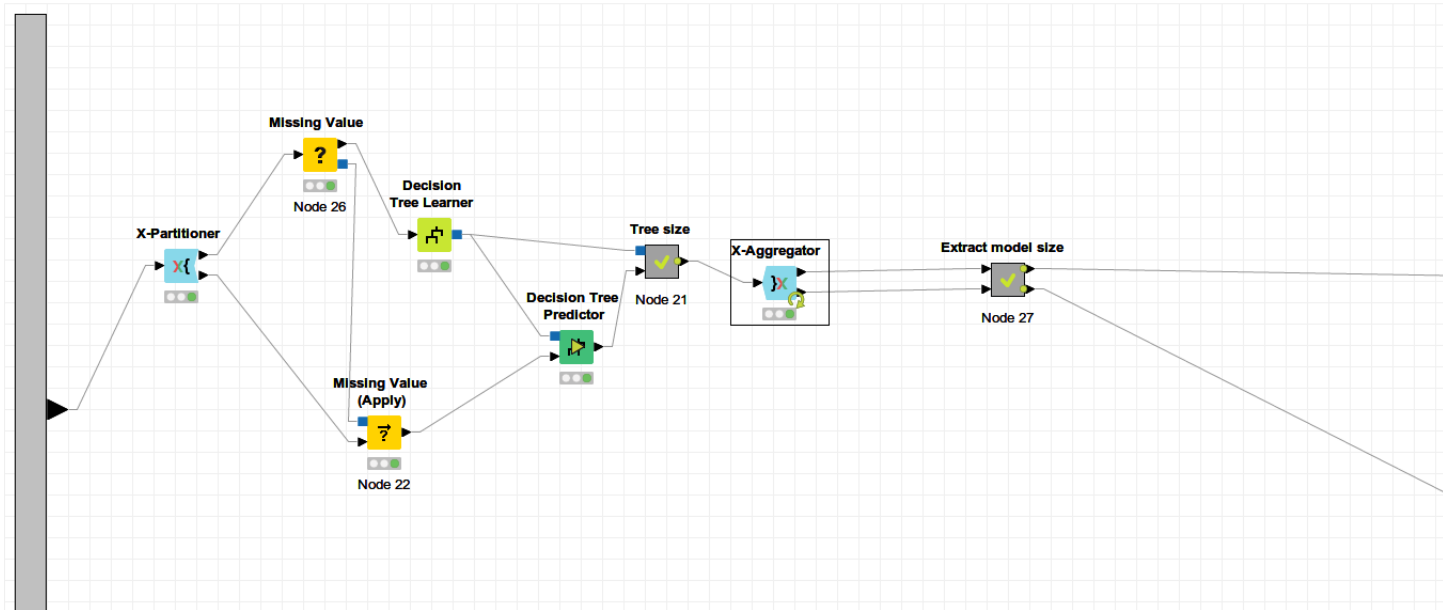 Missing Value
?
Node 26
Decision
Tree Learner
X-Partitioner
X{
Tree size
Node 21
X-Aggregator
}X
Extract model size
Node 27
Decision Tree
Predictor
Missing Value
(Apply)
?
Node 22